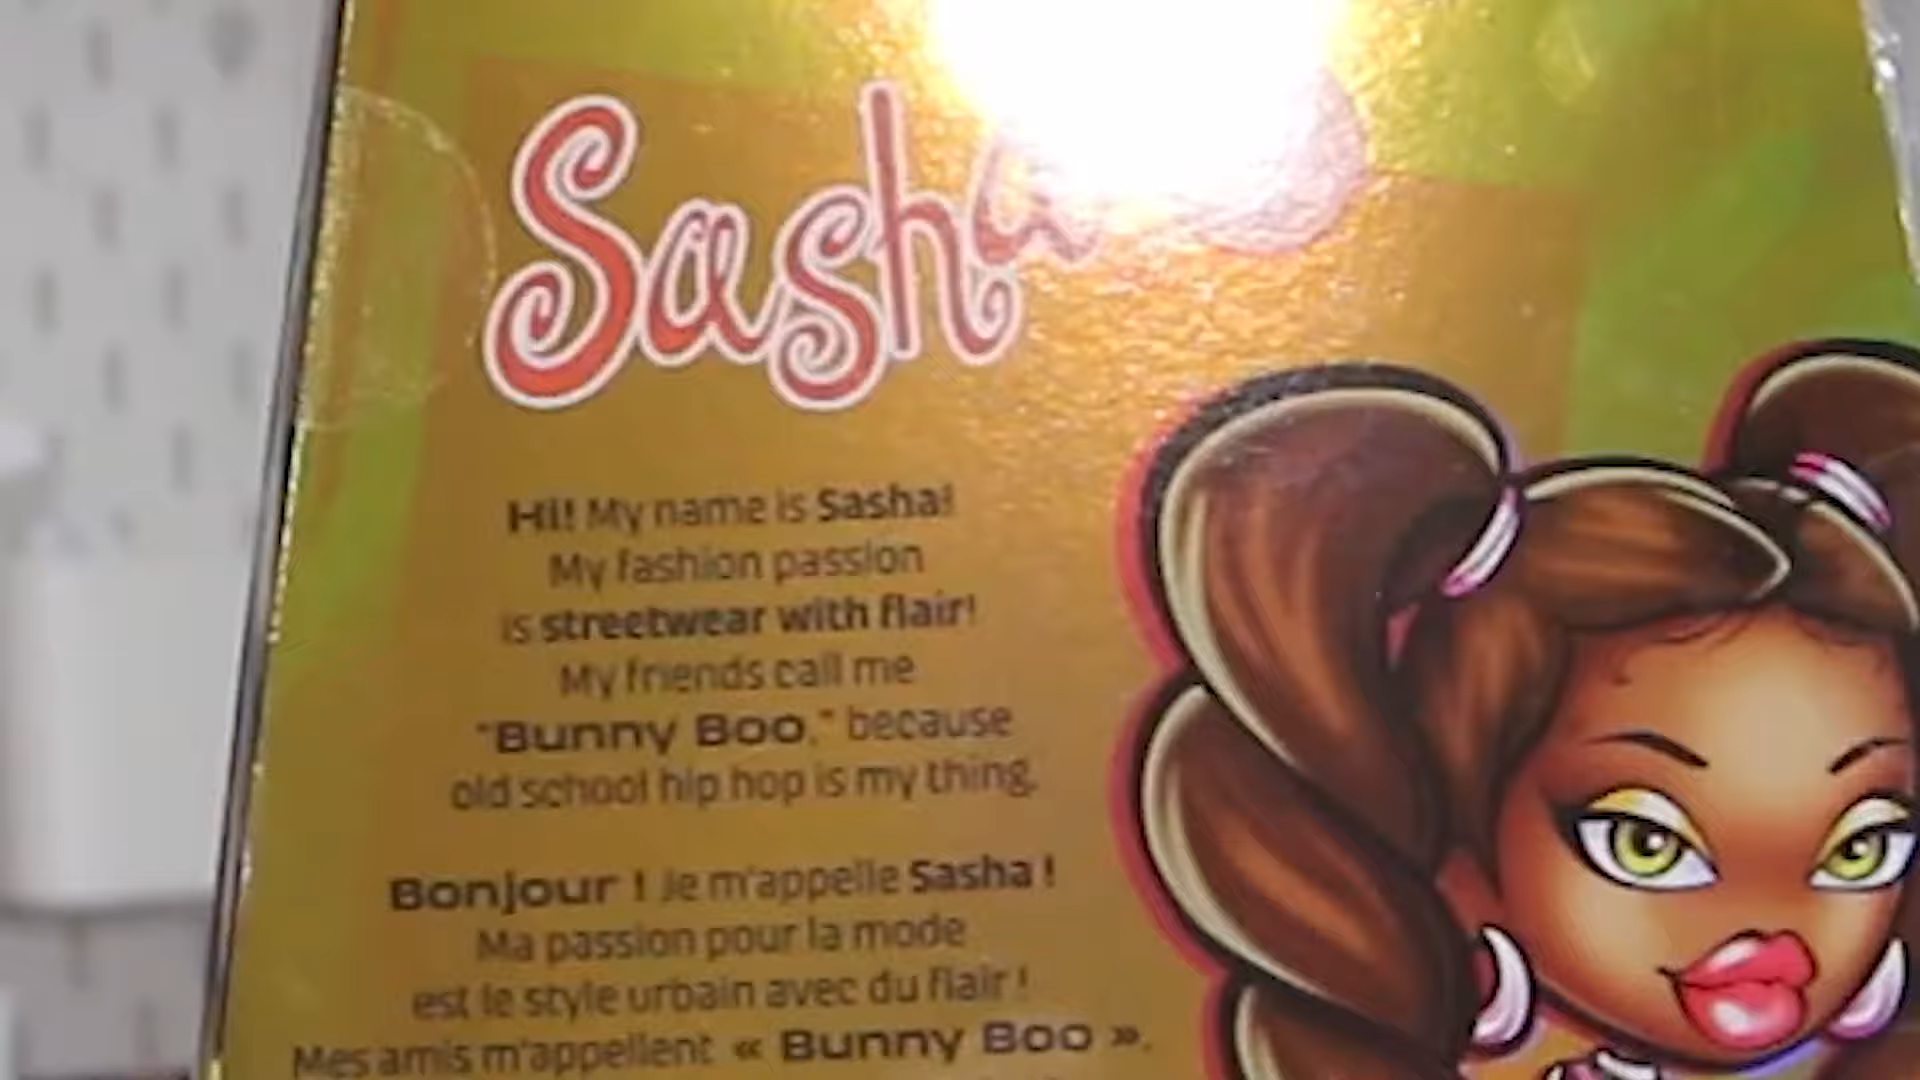 Sasha
Hi! My name is Sasha!
My fashion passion
is streetwear with flair!
My friends call me
"Bunny Boo," because
old school hip hop is my thing.
Bonjour ! Je m'appelle Sasha !
Ma passion pour la mode
est le style urbain avec du flair !
Mes amis m'appellent « Bunny Boo »,